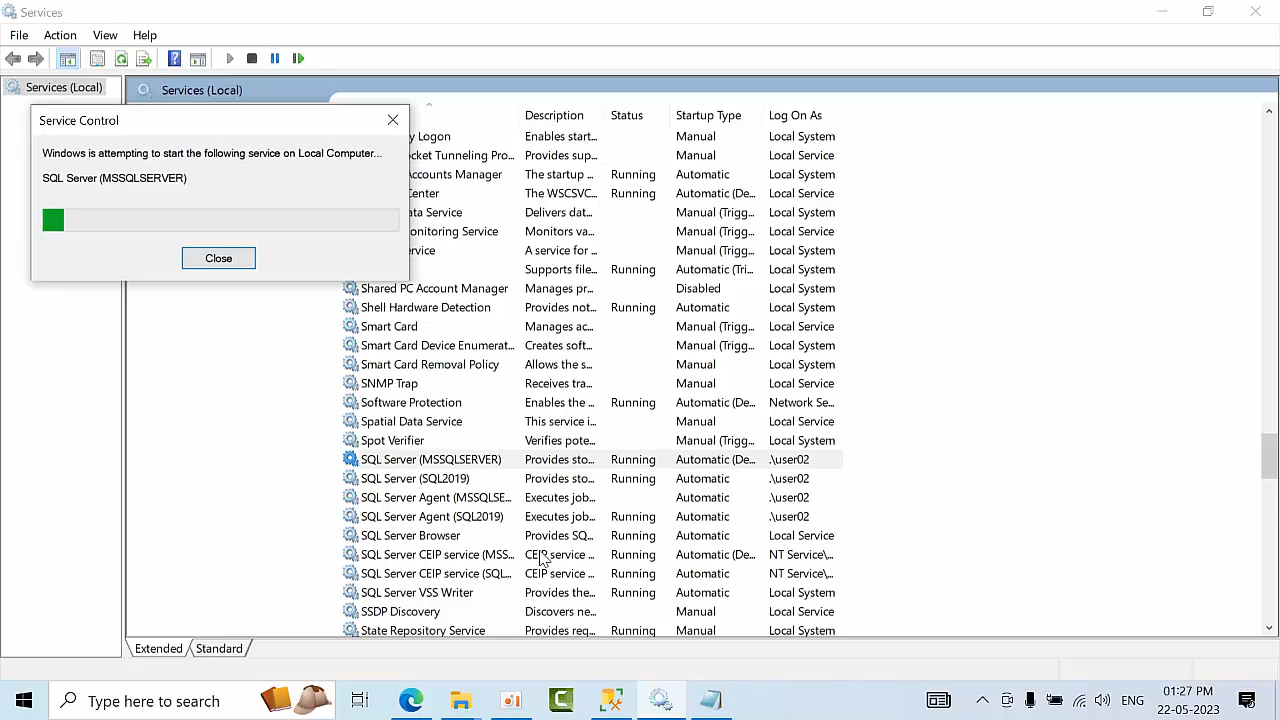 Services
File Action View Help
Services (Local)
Services (Local)
Service Control
Windows is attempting to start the following service on Local Computer...
SQL Server (MSSQLSERVER)
Close
Description Status Startup Type Log On As
y Logon Enables start... Manual Local System
ocket Tunneling Pro... Provides sup... Manual Local Service
Accounts Manager The startup ... Running Automatic Local System
Center The WSCSVC... Running Automatic (De... Local Service
ata Service Delivers dat... Manual (Trigg... Local System
onitoring Service Monitors va... Manual (Trigg... Local Service
ervice A service for ... Manual (Trigg... Local System
Supports file... Running Automatic (Tri... Local System
Shared PC Account Manager Manages pr... Disabled Local System
Shell Hardware Detection Provides not... Running Automatic Local System
Smart Card Manages ac... Manual (Trigg... Local Service
Smart Card Device Enumerat... Creates soft... Manual (Trigg... Local System
Smart Card Removal Policy Allows the s... Manual Local System
SNMP Trap Receives tra... Manual Local Service
Software Protection Enables the ... Running Automatic (De... Network Se...
Spatial Data Service This service i... Manual Local Service
Spot Verifier Verifies pote... Manual (Trigg... Local System
SQL Server (MSSQLSERVER) Provides sto... Running Automatic (De... .\user02
SQL Server (SQL2019) Provides sto... Running Automatic .\user02
SQL Server Agent (MSSQLSE... Executes job... Automatic .\user02
SQL Server Agent (SQL2019) Executes job... Running Automatic .\user02
SQL Server Browser Provides SQ... Running Automatic Local Service
SQL Server CEIP service (MSS... CEIP service ... Running Automatic (De... NT Service\...
SQL Server CEIP service (SQL... CEIP service ... Running Automatic NT Service\...
SQL Server VSS Writer Provides the... Running Automatic Local System
SSDP Discovery Discovers ne... Manual Local Service
State Repository Service Provides req... Running Manual Local System
Extended Standard
Type here to search
ENG
01:27 PM
22-05-2023